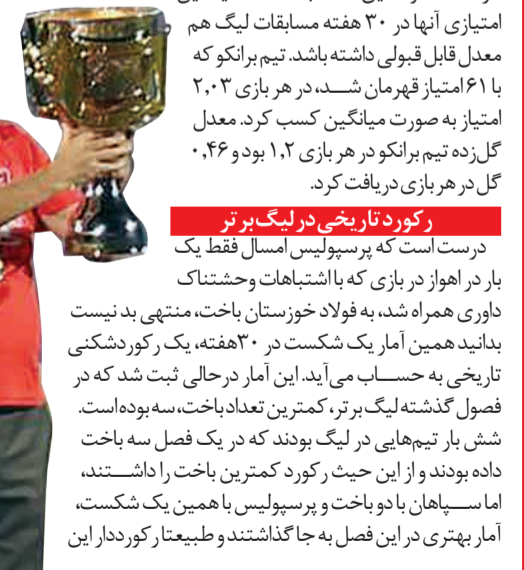 امتیازی آنها در ۳۰ هفته مسابقات لیگ هم
معدل قابل قبولی داشته باشد. تیم برانکو که
با ۶۱ امتیاز قهرمان شــد، در هر بازی ۲,۰۳
امتیاز به صورت میانگین کسب کرد. معدل
گل‌زده تیم برانکو در هر بازی ۱,۲ بود و ۰,۴۶
گل در هر بازی دریافت کرد.
رکورد تاریخی در لیگ برتر
درست است که پرسپولیس امسال فقط یک
بار در اهواز در بازی که با اشتباهات وحشتناک
داوری همراه شد، به فولاد خوزستان باخت، منتهی بد نیست
بدانید همین آمار یک شکست در ۳۰هفته، یک رکوردشکنی
تاریخی به حســاب می‌آید. این آمار در حالی ثبت شد که در
فصول گذشته لیگ برتر، کمترین تعداد باخت، سه بوده است.
شش بار تیم‌هایی در لیگ بودند که در یک فصل سه باخت
داده بودند و از این حیث رکورد کمترین باخت را داشــتند،
اما ســپاهان با دو باخت و پرسپولیس با همین یک شکست،
آمار بهتری در این فصل به جا گذاشتند و طبیعتا رکورددار این